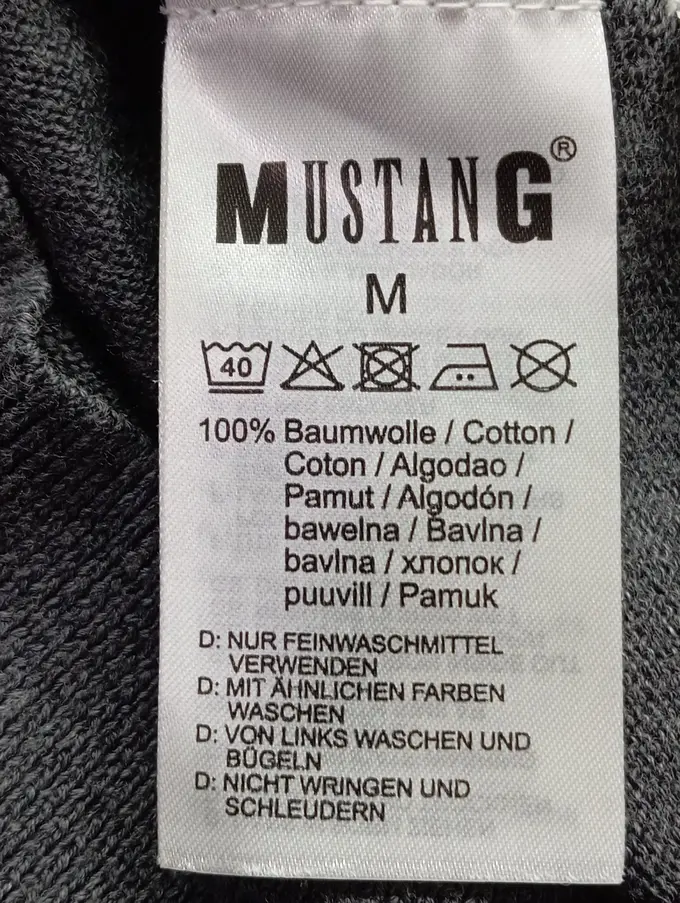 MUSTANG®
M
40
100% Baumwolle / Cotton /
Coton / Algodao /
Pamut / Algodón /
bawelna / Bavlna /
bavlna / хлопок /
puuvill / Pamuk
D: NUR FEINWASCHMITTEL
VERWENDEN
D: MIT ÄHNLICHEN FARBEN
WASCHEN
D: VON LINKS WASCHEN UND
BÜGELN
D: NICHT WRINGEN UND
SCHLEUDERN